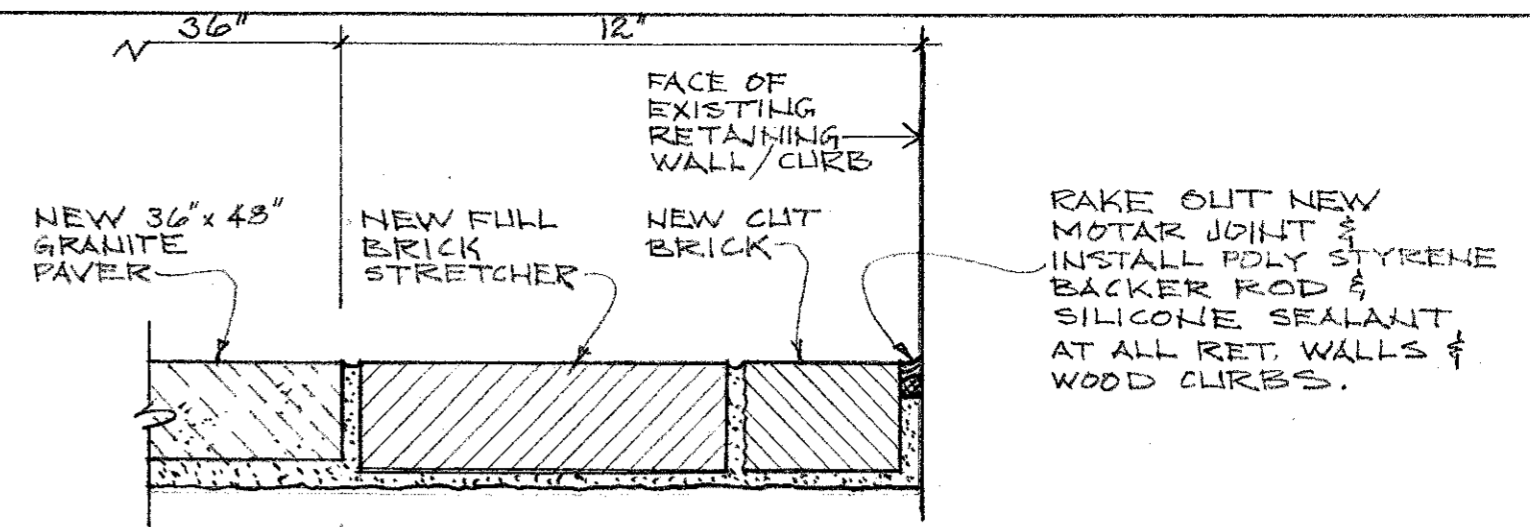 36"
12"
FACE OF
EXISTING
RETAINING
WALL/CURB
NEW 36" x 48"
GRANITE
PAVER
NEW FULL
BRICK
STRETCHER
NEW CUT
BRICK
RAKE OUT NEW
MOTAR JOINT &
INSTALL POLY STYRENE
BACKER ROD &
SILICONE SEALANT
AT ALL RET. WALLS &
WOOD CURBS.